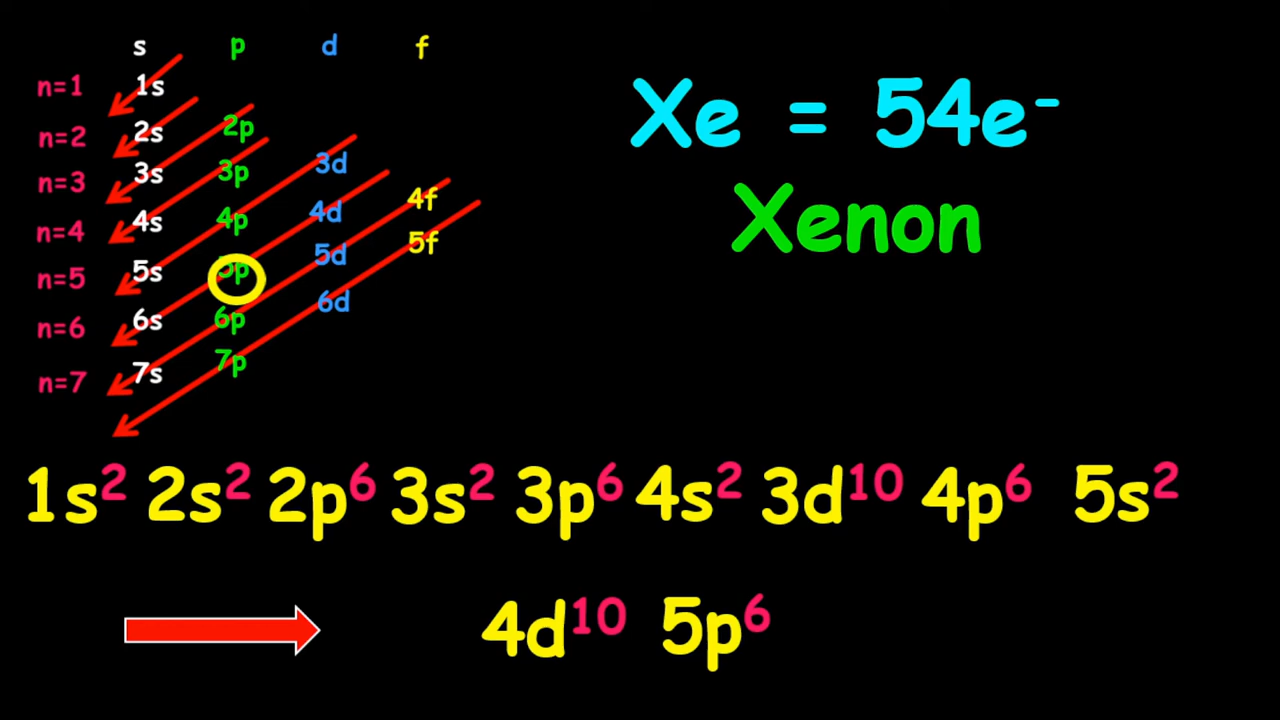 s p d f
n=1 1s
n=2 2s 2p
n=3 3s 3p 3d
n=4 4s 4p 4d 4f
n=5 5s 5p 5d 5f
n=6 6s 6p 6d
n=7 7s 7p
Xe = 54e⁻
Xenon
1s² 2s² 2p⁶ 3s² 3p⁶ 4s² 3d¹⁰ 4p⁶ 5s²
4d¹⁰ 5p⁶